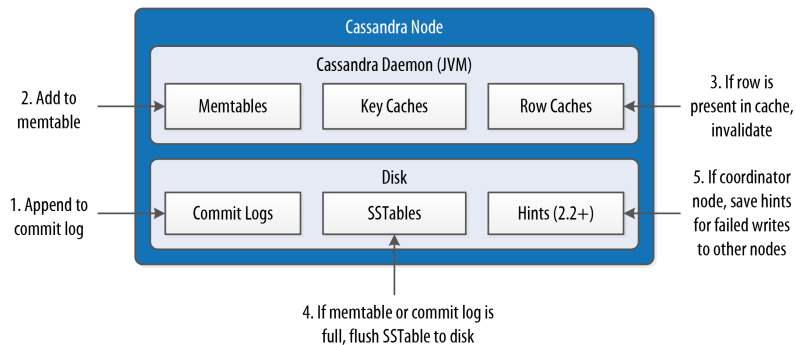 Cassandra Node
Cassandra Daemon (JVM)
2. Add to
memtable
Memtables
Key Caches
Row Caches
3. If row is
present in cache,
invalidate
Disk
1. Append to
commit log
Commit Logs
SSTables
Hints (2.2+)
5. If coordinator
node, save hints
for failed writes
to other nodes
4. If memtable or commit log is
full, flush SSTable to disk